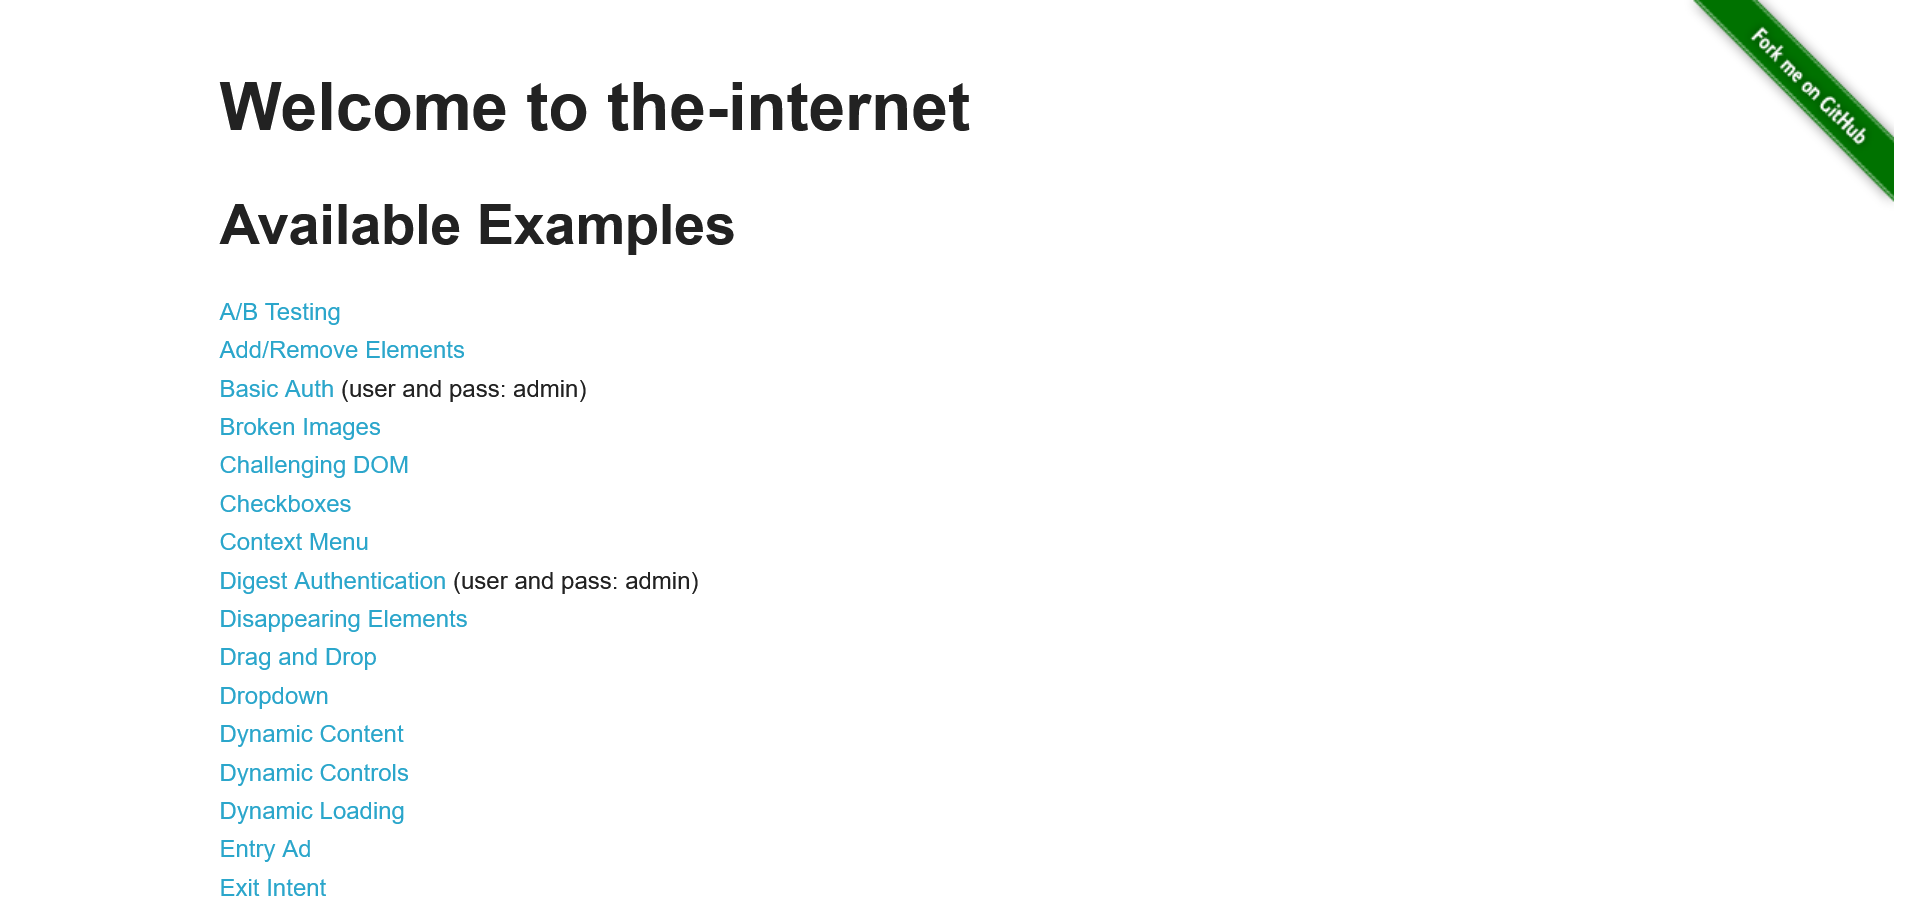 Fork me on GitHub
Welcome to the-internet
Available Examples
A/B Testing
Add/Remove Elements
Basic Auth (user and pass: admin)
Broken Images
Challenging DOM
Checkboxes
Context Menu
Digest Authentication (user and pass: admin)
Disappearing Elements
Drag and Drop
Dropdown
Dynamic Content
Dynamic Controls
Dynamic Loading
Entry Ad
Exit Intent